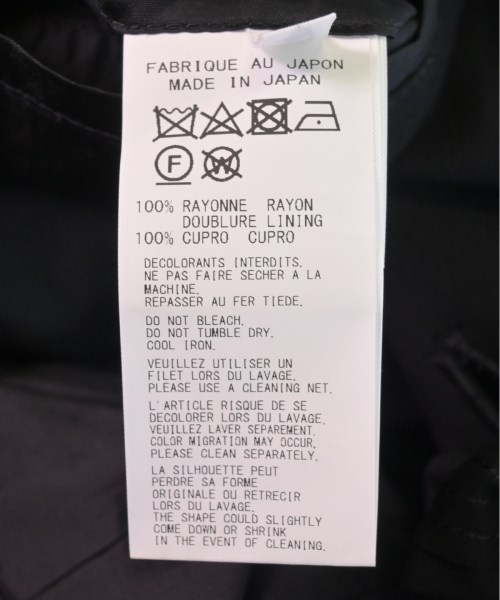 FABRIQUE AU JAPON
MADE IN JAPAN
F W
100% RAYONNE RAYON
DOUBLURE LINING
100% CUPRO CUPRO
DECOLORANTS INTERDITS.
NE PAS FAIRE SECHER A LA
MACHINE.
REPASSER AU FER TIEDE.
DO NOT BLEACH.
DO NOT TUMBLE DRY.
COOL IRON.
VEUILLEZ UTILISER UN
FILET LORS DU LAVAGE.
PLEASE USE A CLEANING NET.
L'ARTICLE RISQUE DE SE
DECOLORER LORS DU LAVAGE.
VEUILLEZ LAVER SEPAREMENT.
COLOR MIGRATION MAY OCCUR,
PLEASE CLEAN SEPARATELY.
LA SILHOUETTE PEUT
PERDRE SA FORME
ORIGINALE OU RETRECIR
LORS DU LAVAGE.
THE SHAPE COULD SLIGHTLY
COME DOWN OR SHRINK
IN THE EVENT OF CLEANING.